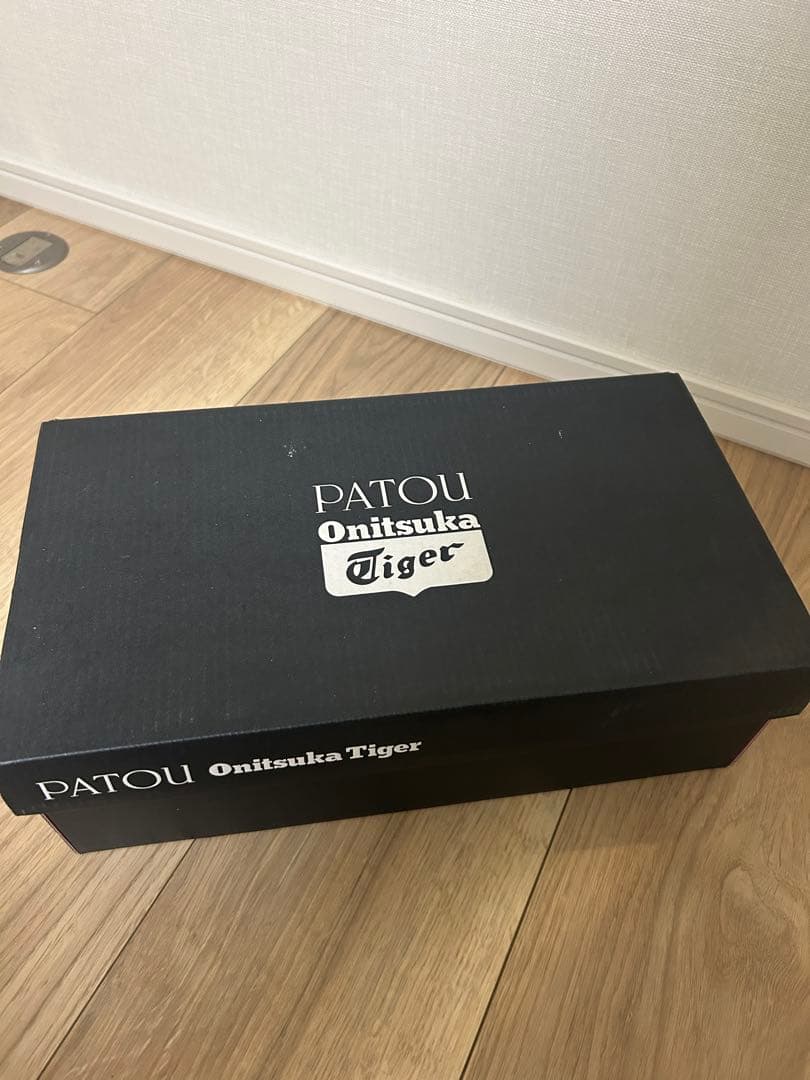 PATOU
Onitsuka
Tiger
PATOU Onitsuka Tiger